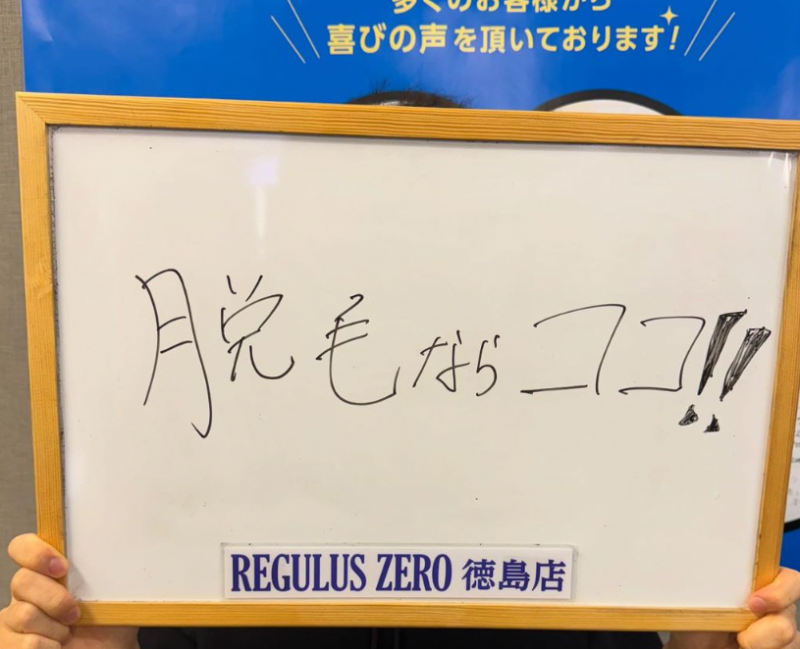 多くのお客様から
喜びの声を頂いております!
脱毛ならココ!!
REGULUS ZERO 徳島店